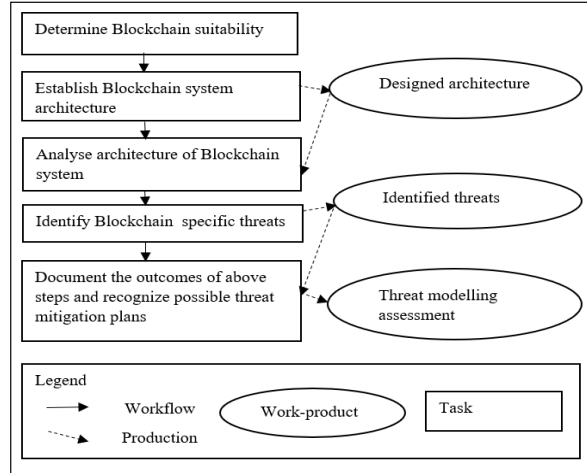 Determine Blockchain suitability
Establish Blockchain system
architecture
Designed architecture
Analyse architecture of Blockchain
system
Identify Blockchain specific threats
Identified threats
Document the outcomes of above
steps and recognize possible threat
mitigation plans
Threat modelling
assessment
Legend
Workflow
Production
Work-product
Task